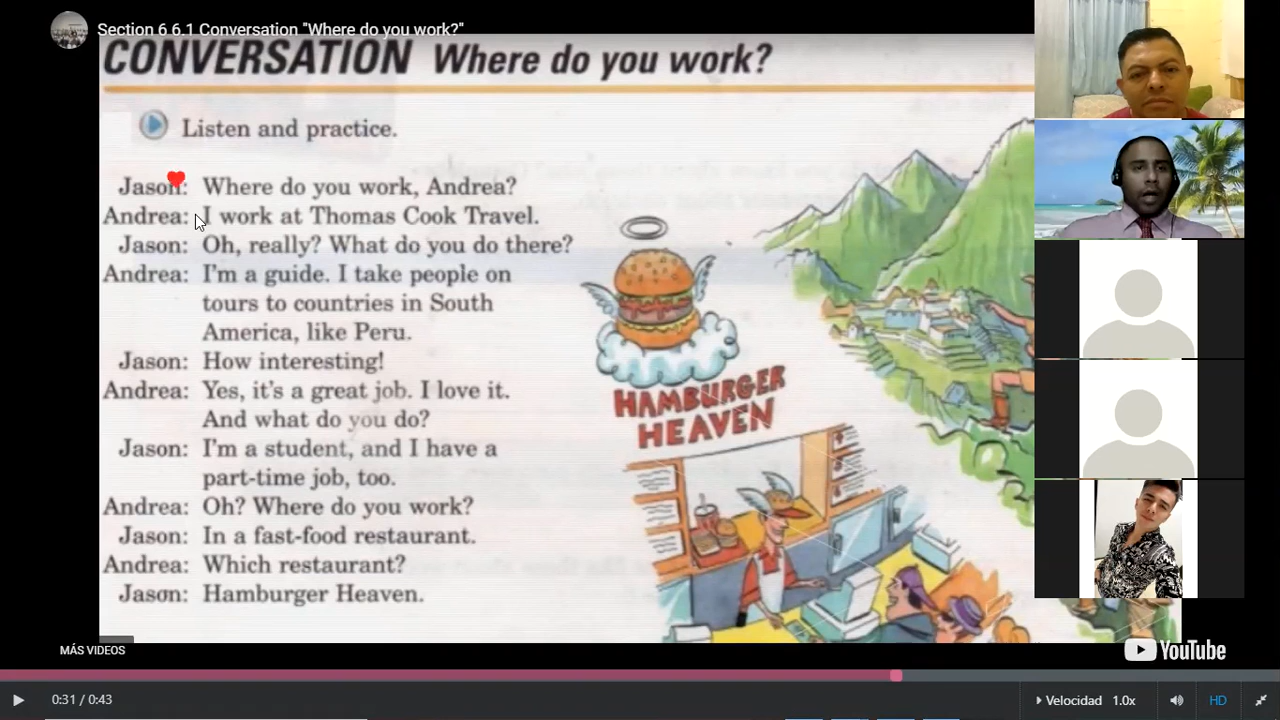 Section 6 6.1 Conversation "Where do you work?"
CONVERSATION Where do you work?
Listen and practice.
Jason: Where do you work, Andrea?
Andrea: I work at Thomas Cook Travel.
Jason: Oh, really? What do you do there?
Andrea: I'm a guide. I take people on
tours to countries in South
America, like Peru.
Jason: How interesting!
Andrea: Yes, it's a great job. I love it.
And what do you do?
Jason: I'm a student, and I have a
part-time job, too.
Andrea: Oh? Where do you work?
Jason: In a fast-food restaurant.
Andrea: Which restaurant?
Jason: Hamburger Heaven.
HAMBURGER
HEAVEN
MÁS VIDEOS
YouTube
0:31 / 0:43
Velocidad 1.0x
HD